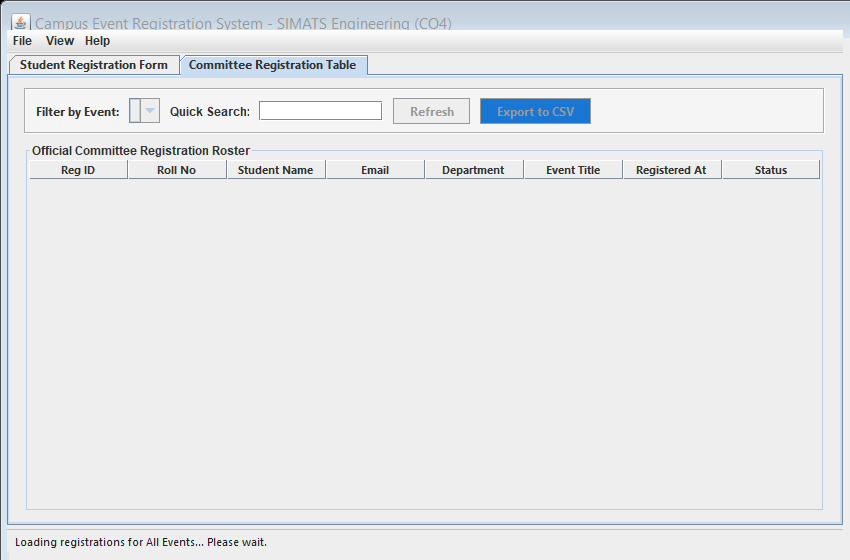 Campus Event Registration System - SIMATS Engineering (CO4)
File View Help
Student Registration Form Committee Registration Table
Filter by Event: Quick Search: Refresh Export to CSV
Official Committee Registration Roster
Reg ID Roll No Student Name Email Department Event Title Registered At Status
Loading registrations for All Events... Please wait.